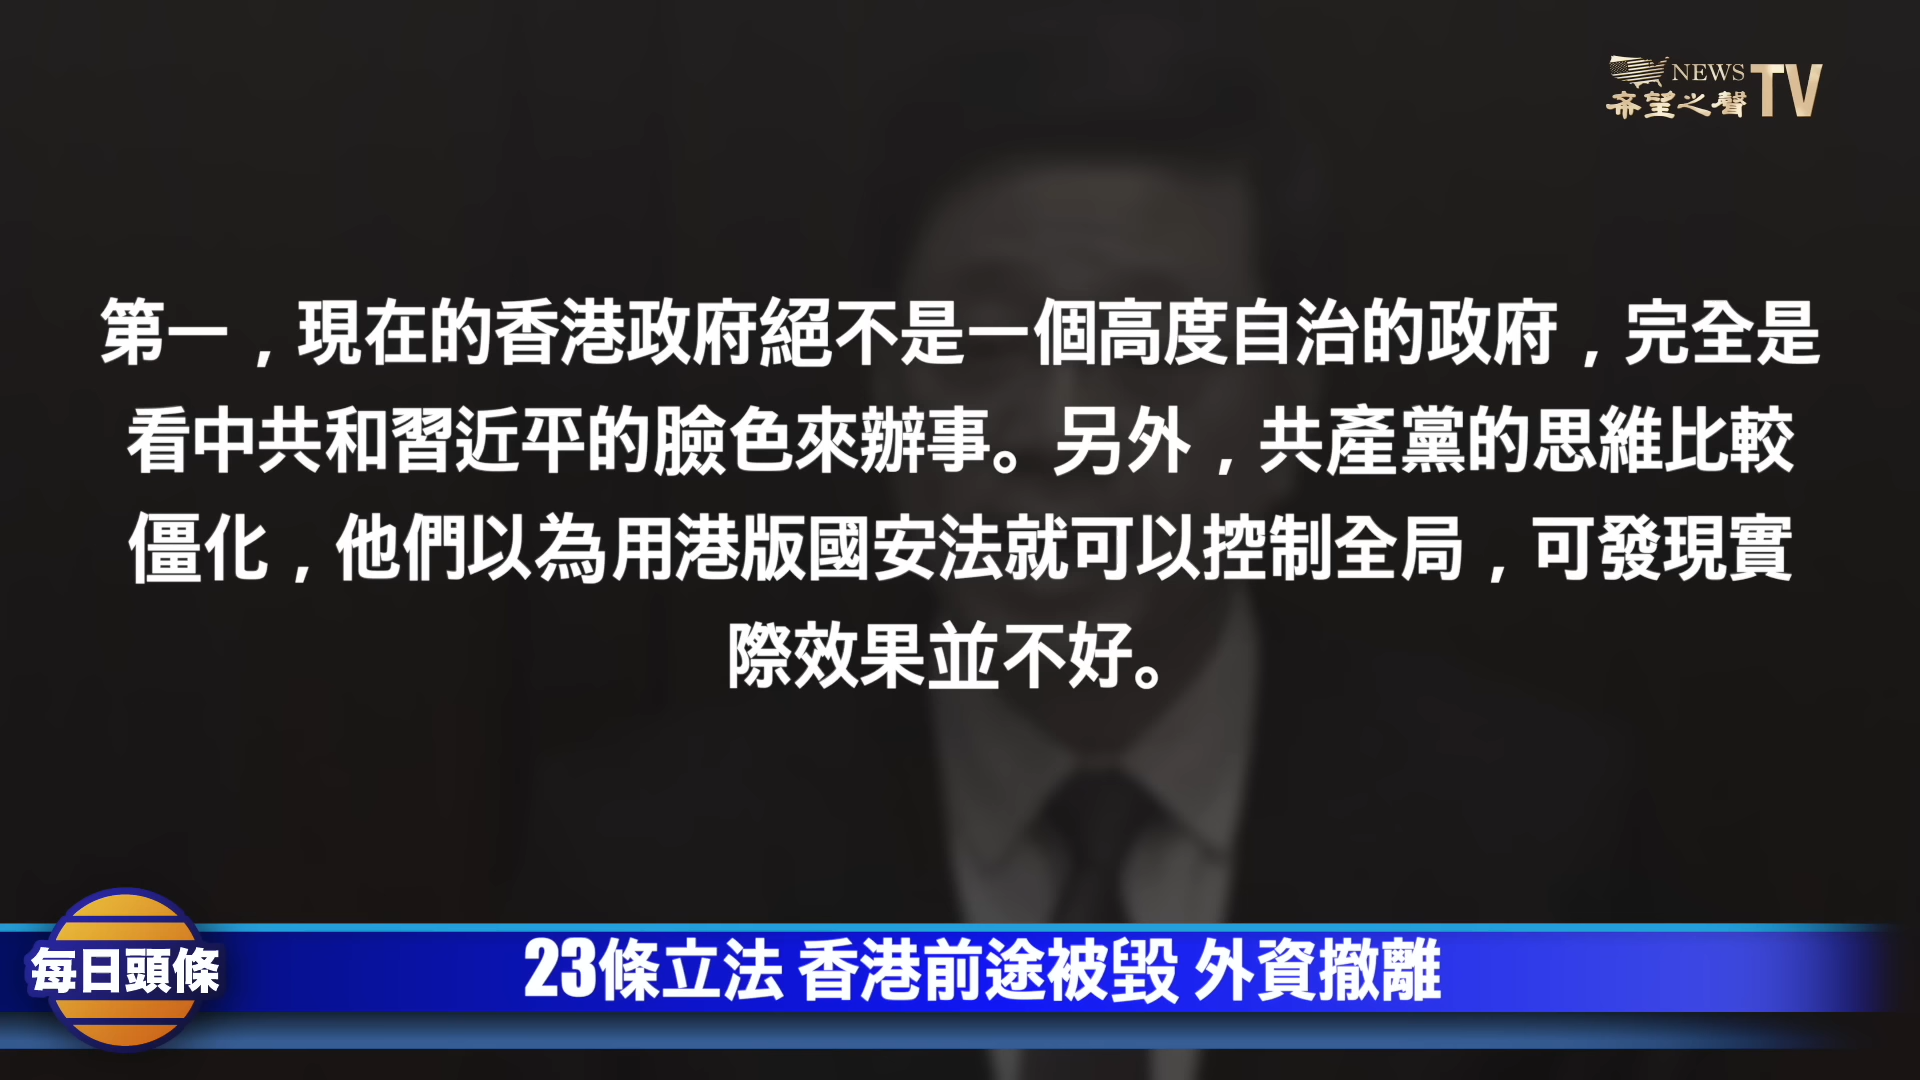 NEWS
希望之聲TV
第一，現在的香港政府絕不是一個高度自治的政府，完全是
看中共和習近平的臉色來辦事。另外，共產黨的思維比較
僵化，他們以為用港版國安法就可以控制全局，可發現實
際效果並不好。
每日頭條
23條立法 香港前途被毀 外資撤離